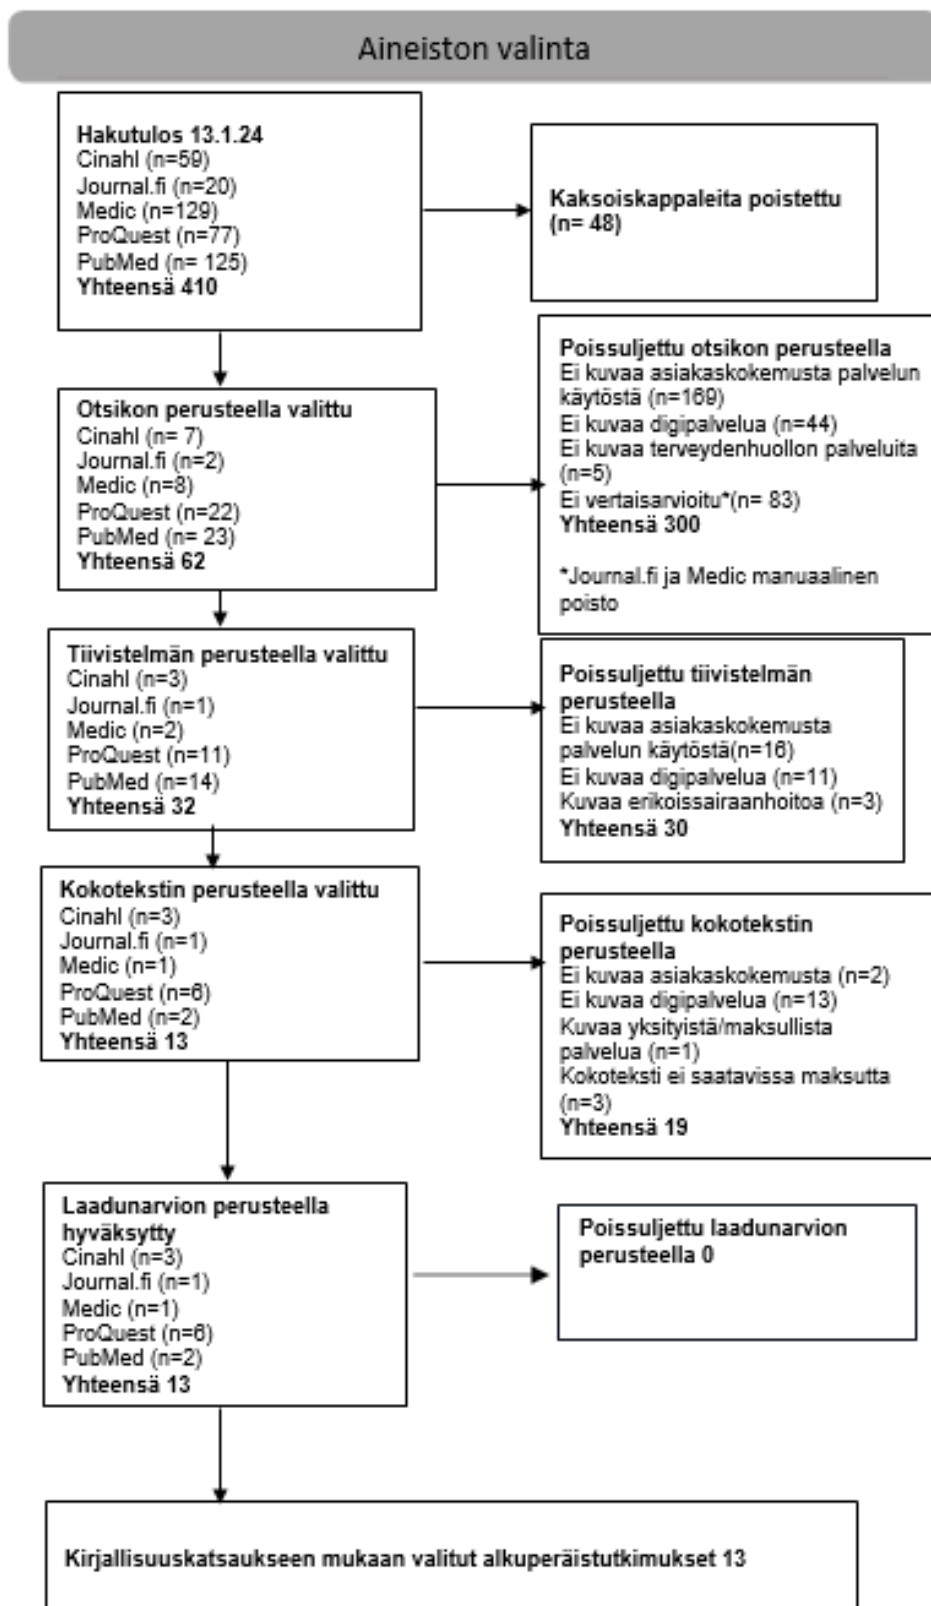 Aineiston valinta
Hakutulos 13.1.24
Cinahl (n=59)
Journal.fi (n=20)
Medic (n=129)
ProQuest (n=77)
PubMed (n= 125)
Yhteensä 410
Kaksoiskappaleita poistettu
(n= 48)
Otsikon perusteella valittu
Cinahl (n= 7)
Journal.fi (n=2)
Medic (n=8)
ProQuest (n=22)
PubMed (n= 23)
Yhteensä 62
Poissuljettu otsikon perusteella
Ei kuvaa asiakaskokemusta palvelun
käytöstä (n=169)
Ei kuvaa digipalvelua (n=44)
Ei kuvaa terveydenhuollon palveluita
(n=5)
Ei vertaisarvioitu*(n= 83)
Yhteensä 300
*Journal.fi ja Medic manuaalinen
poisto
Tiivistelmän perusteella valittu
Cinahl (n=3)
Journal.fi (n=1)
Medic (n=2)
ProQuest (n=11)
PubMed (n=14)
Yhteensä 32
Poissuljettu tiivistelmän
perusteella
Ei kuvaa asiakaskokemusta
palvelun käytöstä(n=16)
Ei kuvaa digipalvelua (n=11)
Kuvaa erikoissairaanhoitoa (n=3)
Yhteensä 30
Kokotekstin perusteella valittu
Cinahl (n=3)
Journal.fi (n=1)
Medic (n=1)
ProQuest (n=6)
PubMed (n=2)
Yhteensä 13
Poissuljettu kokotekstin
perusteella
Ei kuvaa asiakaskokemusta (n=2)
Ei kuvaa digipalvelua (n=13)
Kuvaa yksityistä/maksullista
palvelua (n=1)
Kokoteksti ei saatavissa maksutta
(n=3)
Yhteensä 19
Laadunarvion perusteella
hyväksytty
Cinahl (n=3)
Journal.fi (n=1)
Medic (n=1)
ProQuest (n=6)
PubMed (n=2)
Yhteensä 13
Poissuljettu laadunarvion
perusteella 0
Kirjallisuuskatsaukseen mukaan valitut alkuperäistutkimukset 13